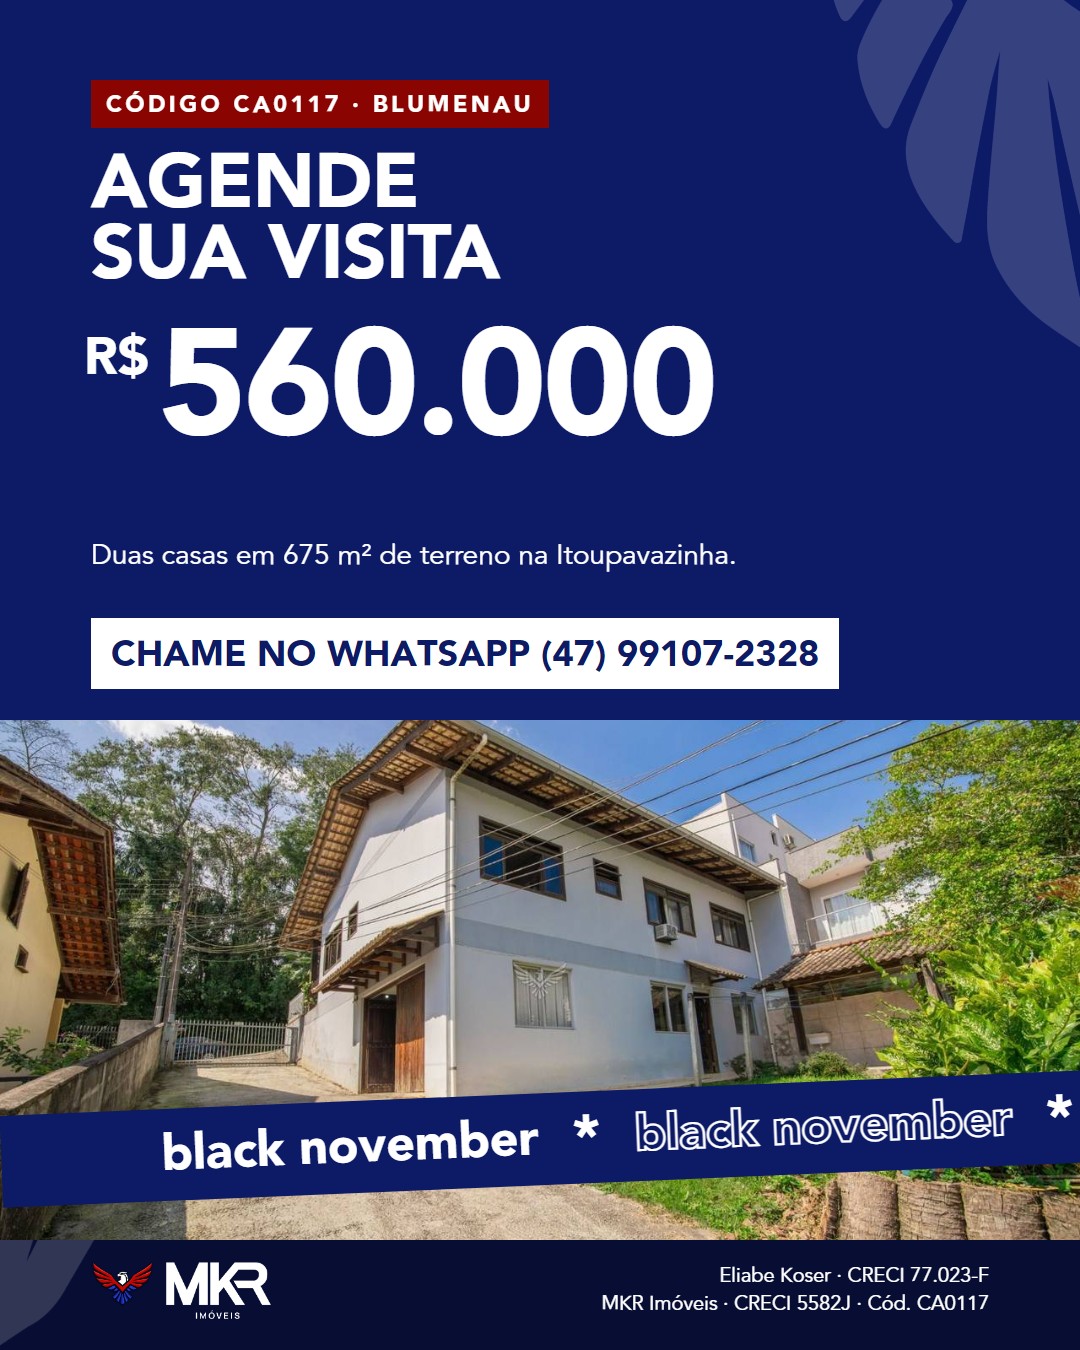 CÓDIGO CA0117 · BLUMENAU
AGENDE
SUA VISITA
R$ 560.000
Duas casas em 675 m² de terreno na Itoupavazinha.
CHAME NO WHATSAPP (47) 99107-2328
black november * black november *
MKR
IMÓVEIS
Eliabe Koser · CRECI 77.023-F
MKR Imóveis · CRECI 5582J · Cód. CA0117